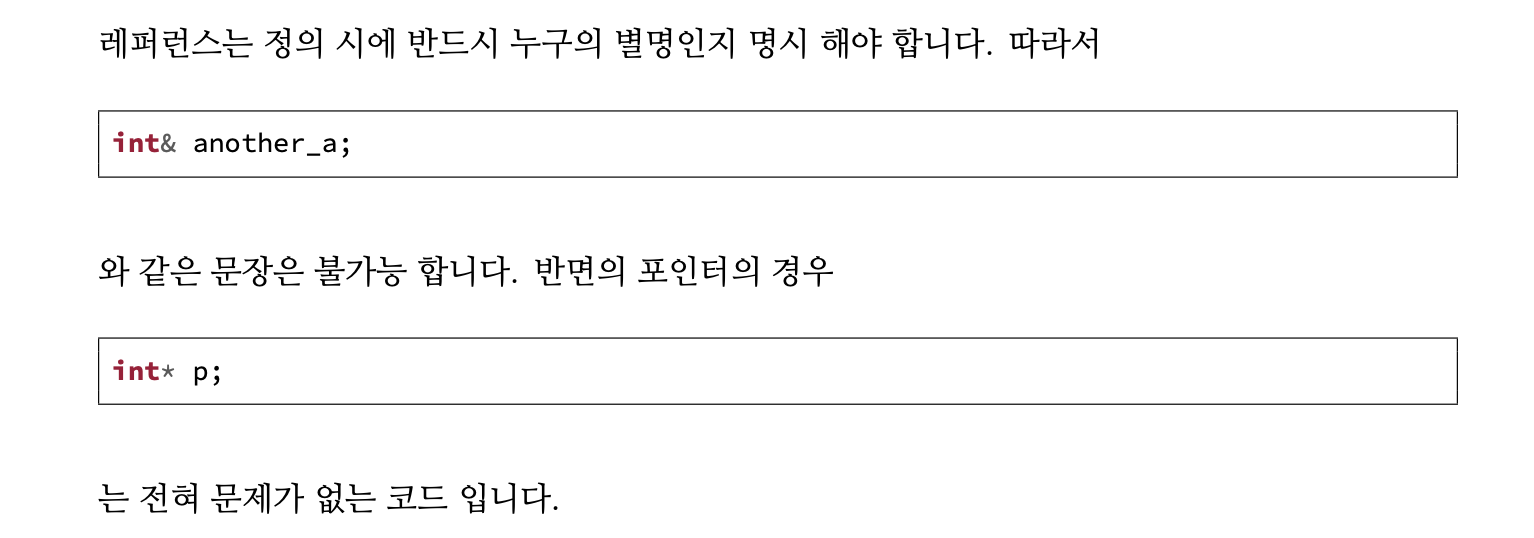 레퍼런스는 정의 시에 반드시 누구의 별명인지 명시 해야 합니다. 따라서
int& another_a;
와 같은 문장은 불가능 합니다. 반면의 포인터의 경우
int* p;
는 전혀 문제가 없는 코드 입니다.